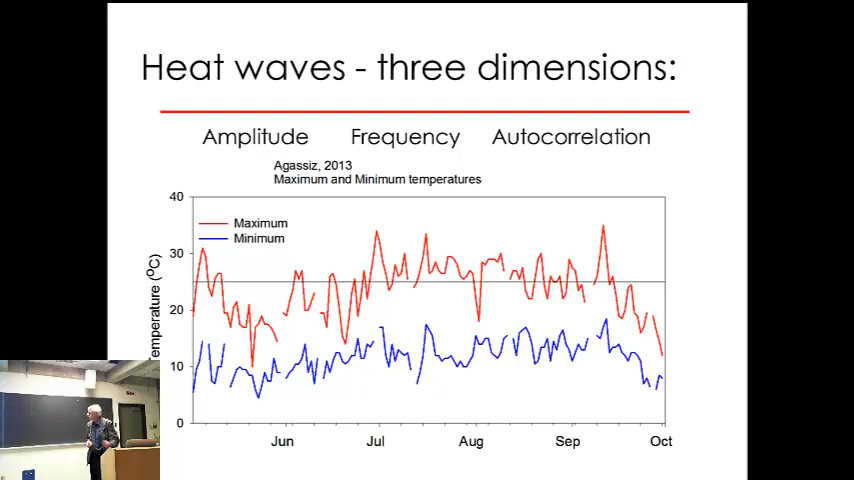 Heat waves - three dimensions:
Amplitude Frequency Autocorrelation
Agassiz, 2013
Maximum and Minimum temperatures
40
Maximum
Minimum
30
20
10
0
Temperature (°C)
Jun Jul Aug Sep Oct